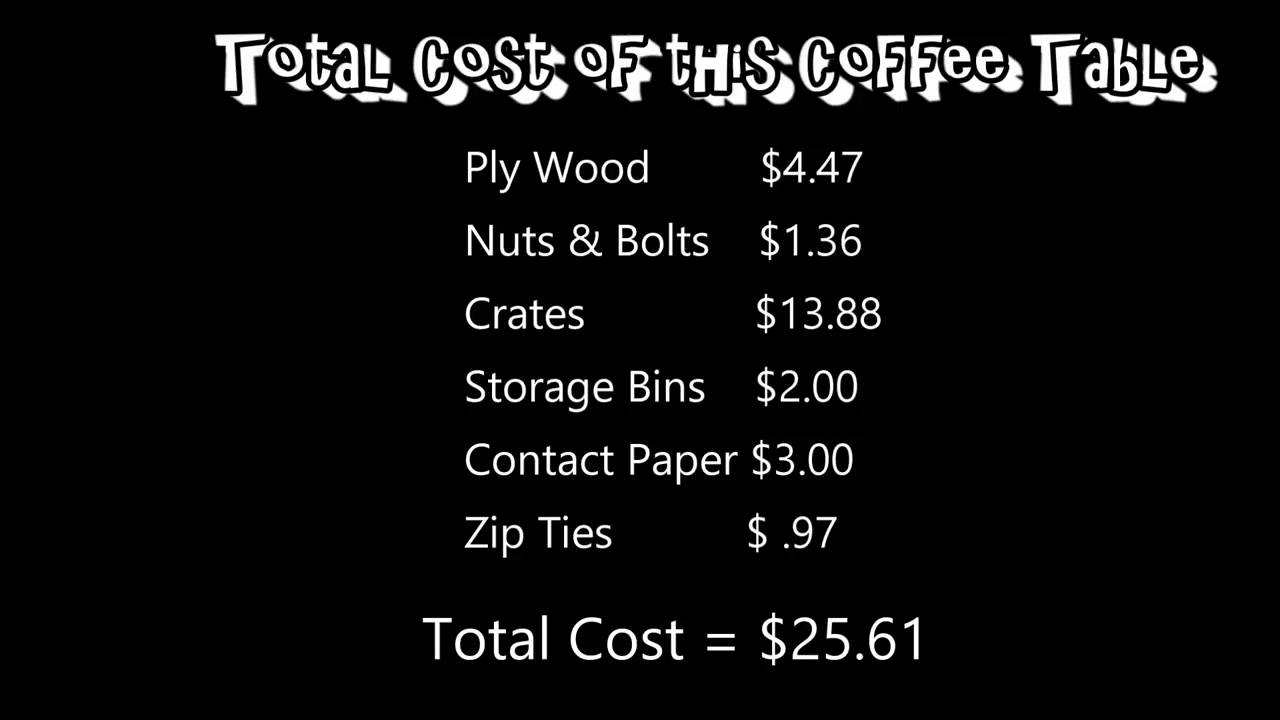 Total Cost of this Coffee Table
Ply Wood $4.47
Nuts & Bolts $1.36
Crates $13.88
Storage Bins $2.00
Contact Paper $3.00
Zip Ties $ .97
Total Cost = $25.61